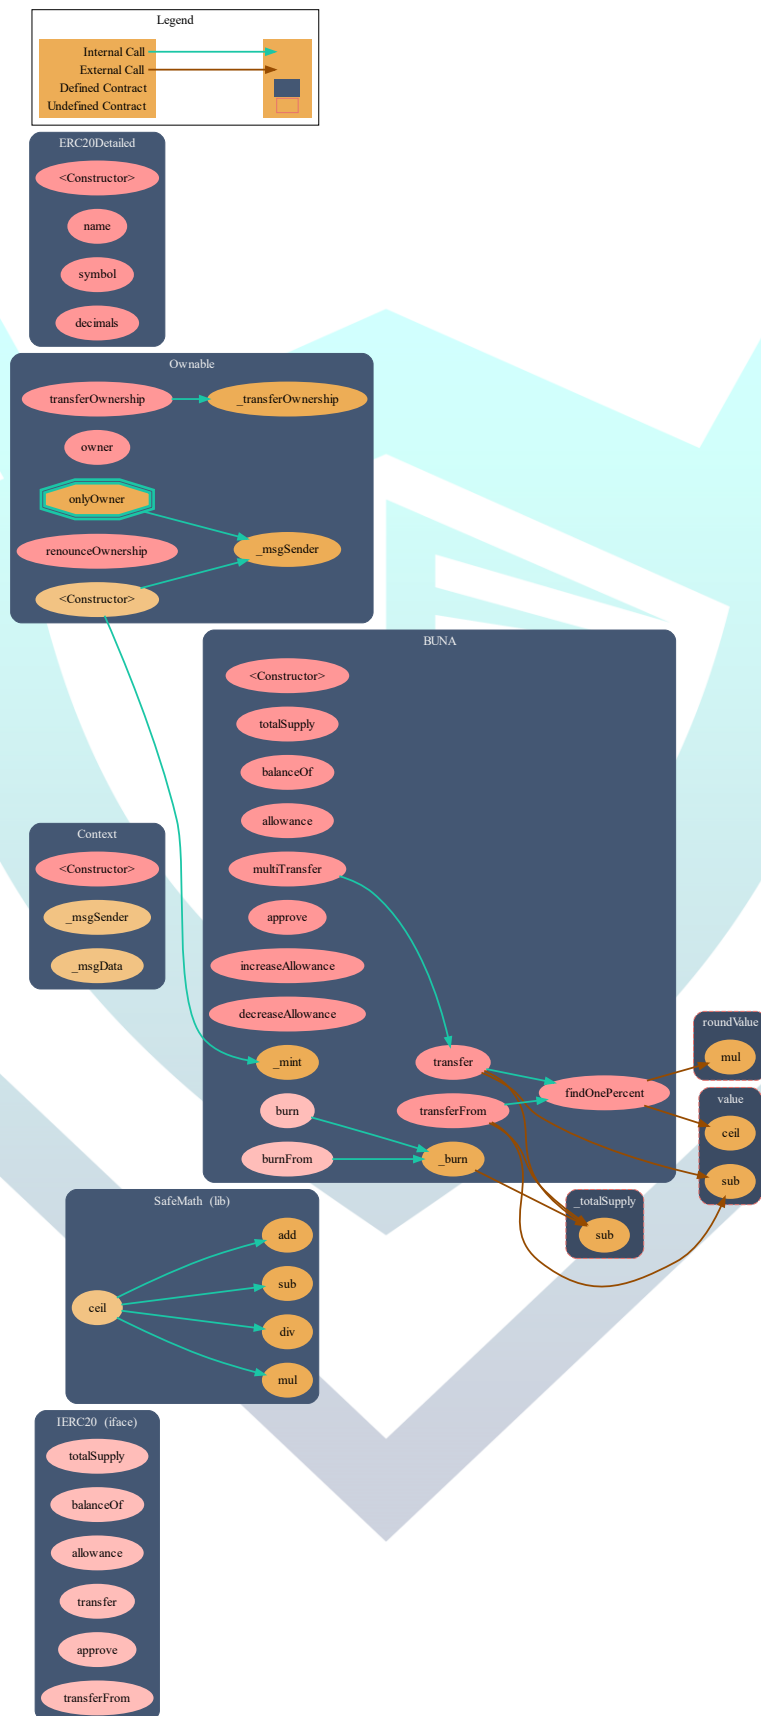 Legend
Internal Call
External Call
Defined Contract
Undefined Contract
ERC20Detailed
<Constructor>
name
symbol
decimals
Ownable
transferOwnership
_transferOwnership
owner
onlyOwner
_msgSender
renounceOwnership
<Constructor>
BUNA
<Constructor>
totalSupply
balanceOf
allowance
multiTransfer
approve
increaseAllowance
decreaseAllowance
_mint
transfer
findOnePercent
burn
transferFrom
burnFrom
_burn
Context
<Constructor>
_msgSender
_msgData
roundValue
mul
value
ceil
sub
_totalSupply
sub
SafeMath (lib)
add
sub
ceil
div
mul
IERC20 (iface)
totalSupply
balanceOf
allowance
transfer
approve
transferFrom